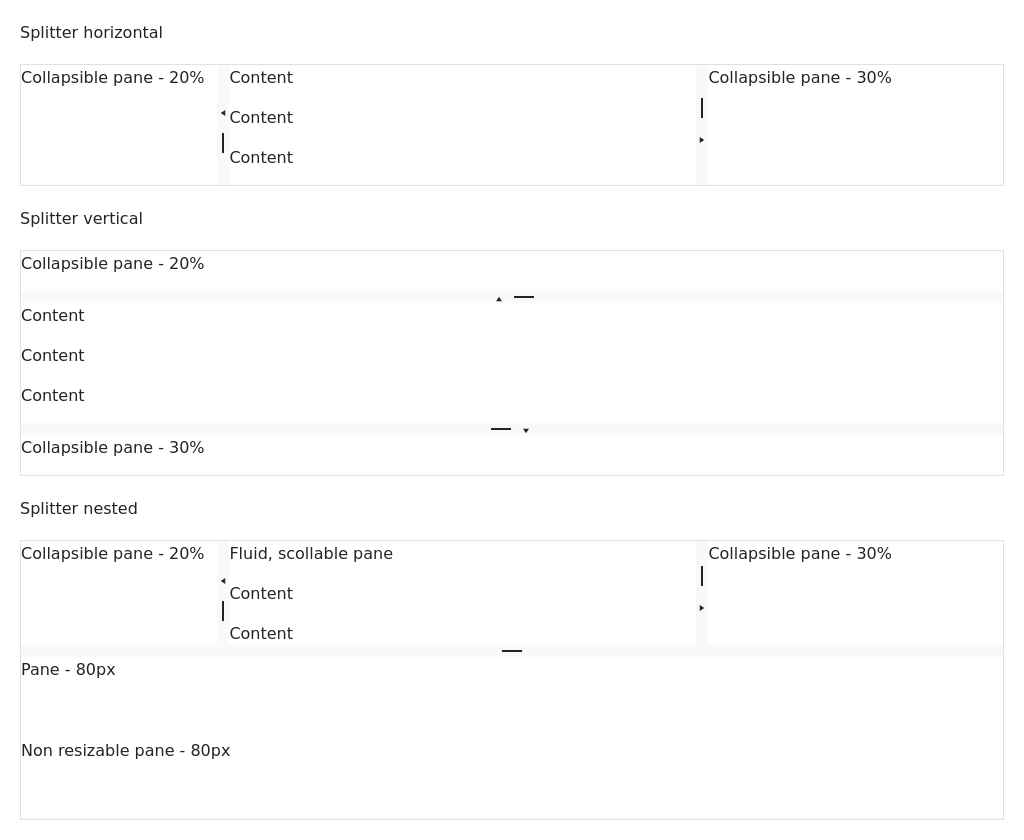 Splitter horizontal
Collapsible pane - 20%
Content
Content
Content
Collapsible pane - 30%
Splitter vertical
Collapsible pane - 20%
Content
Content
Content
Collapsible pane - 30%
Splitter nested
Collapsible pane - 20%
Fluid, scollable pane
Content
Content
Collapsible pane - 30%
Pane - 80px
Non resizable pane - 80px